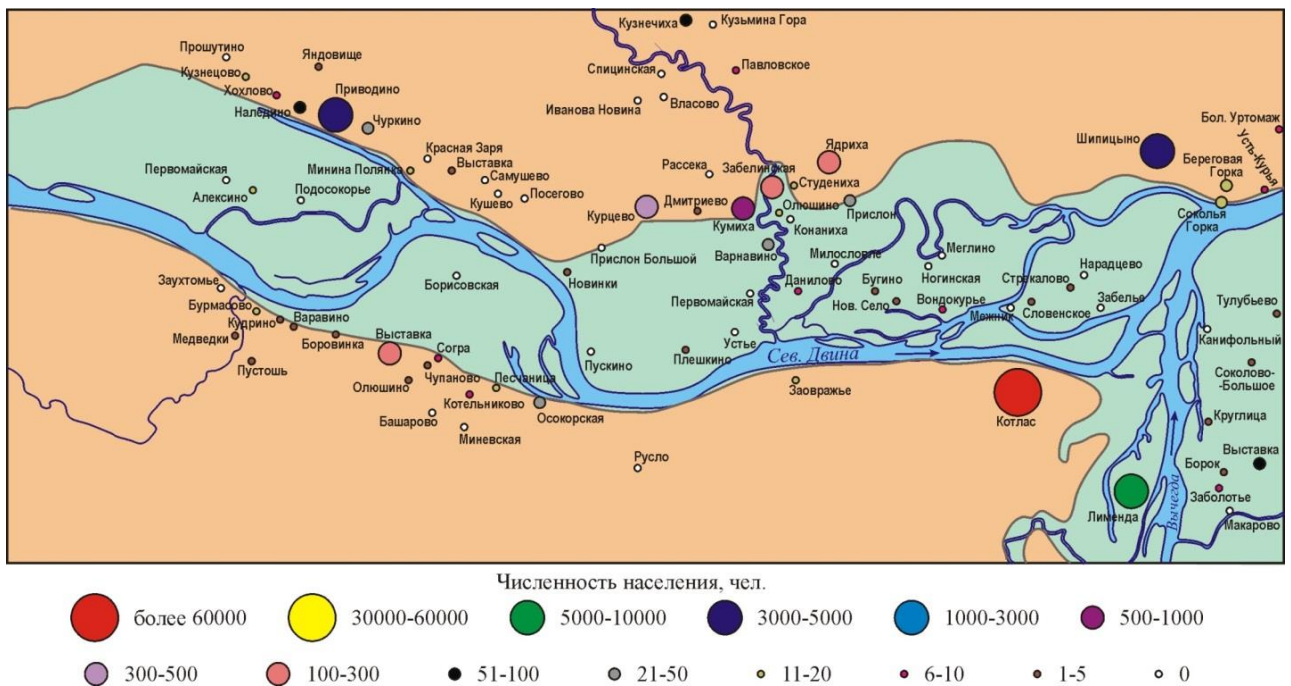 Кузнечиха
Кузьмина Гора
Прошутино
Яндовище
Кузнецово
Хохлово
Приводино
Спицинская
Павловское
Наледино
Чуркино
Иванова Новина
Власово
Бол. Уртомаж
Красная Заря
Шипицыно
Ядриха
Первомайская
Минина Полянка
Выставка
Самушево
Рассека
Забелинская
Студениха
Береговая
Горка
Усть-Курья
Алексино
Подосокорье
Кушево
Посегово
Курцево
Дмитриево
Кумиха
Олюшино
Прислон
Конаниха
Соколья
Горка
Прислон Большой
Варнавино
Милословле
Меглино
Заухтомье
Борисовская
Новинки
Данилово
Бугино
Ногинская
Стрекалово
Нарадцево
Бурмасово
Кудрино
Варавино
Первомайская
Нов. Село
Вондокурье
Межник
Словенское
Забелье
Тулубьево
Медведки
Боровинка
Выставка
Согра
Устье
Сев. Двина
Канифольный
Пустошь
Чупаново
Песчаница
Пускино
Плешкино
Соколово-
Большое
Олюшино
Котельниково
Осокорская
Заовражье
Башарово
Миневская
Котлас
Круглица
Русло
Выставка
Борок
Вычегда
Заболотье
Лименда
Макарово
Численность населения, чел.
более 60000 30000-60000 5000-10000 3000-5000 1000-3000 500-1000
300-500 100-300 51-100 21-50 11-20 6-10 1-5 0